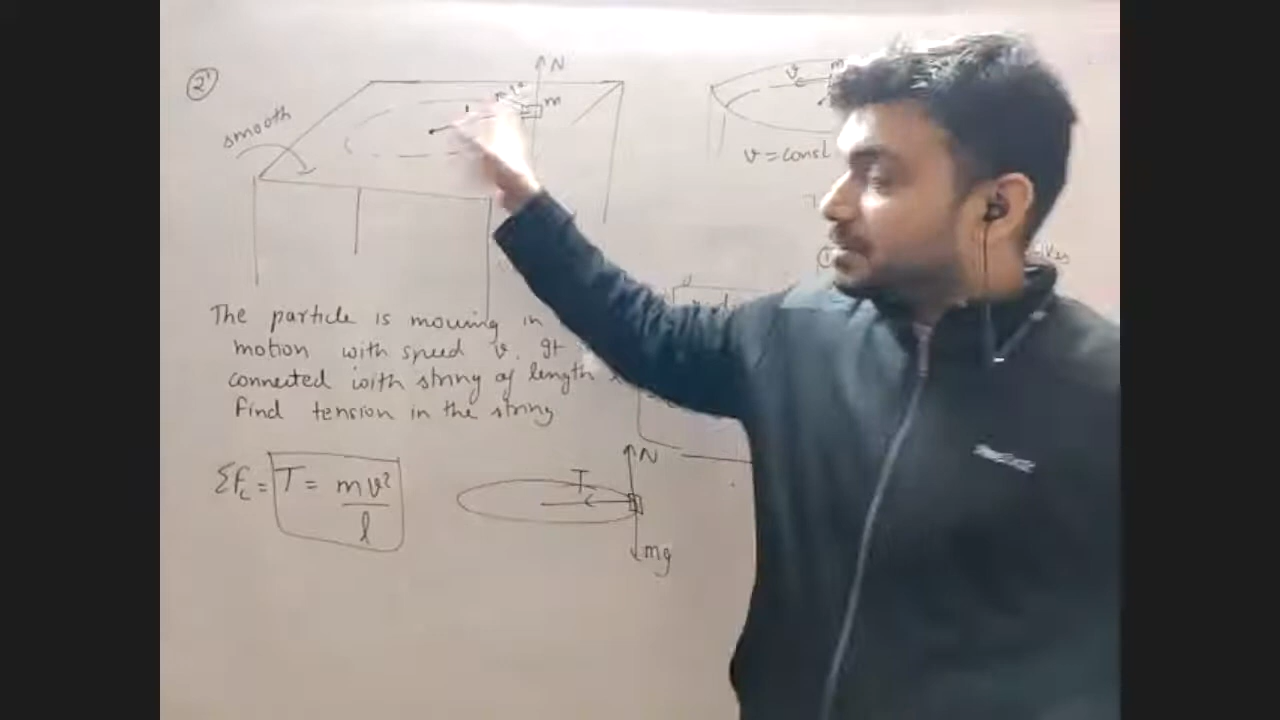 2'
N
m
v
m
smooth
v = const
The particle is moving in
motion with speed v. It
connected with string of length l
Find tension in the string
ΣFc = T = mv²/l
T
N
mg